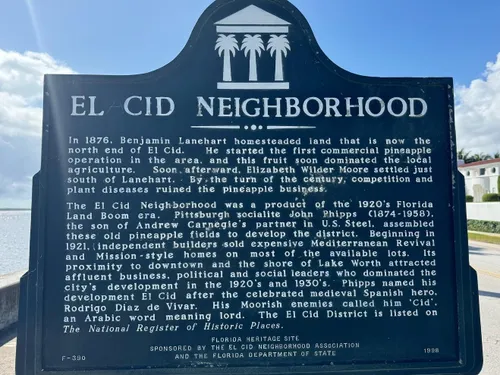 EL CID NEIGHBORHOOD
In 1876, Benjamin Lanehart homesteaded land that is now the
north end of El Cid. He started the first commercial pineapple
operation in the area, and this fruit soon dominated the local
agriculture. Soon afterward, Elizabeth Wilder Moore settled just
south of Lanehart. By the turn of the century, competition and
plant diseases ruined the pineapple business.
The El Cid Neighborhood was a product of the 1920's Florida
Land Boom era. Pittsburgh socialite John Phipps (1874-1958),
the son of Andrew Carnegie's partner in U.S. Steel, assembled
these old pineapple fields to develop the district. Beginning in
1921, independent builders sold expensive Mediterranean Revival
and Mission-style homes on most of the available lots. Its
proximity to downtown and the shore of Lake Worth attracted
affluent business, political and social leaders who dominated the
city's development in the 1920's and 1930's. Phipps named his
development El Cid after the celebrated medieval Spanish hero,
Rodrigo Diaz de Vivar. His Moorish enemies called him 'Cid',
an Arabic word meaning lord. The El Cid District is listed on
The National Register of Historic Places.
FLORIDA HERITAGE SITE
SPONSORED BY THE EL CID NEIGHBORHOOD ASSOCIATION
F-390 AND THE FLORIDA DEPARTMENT OF STATE 1998